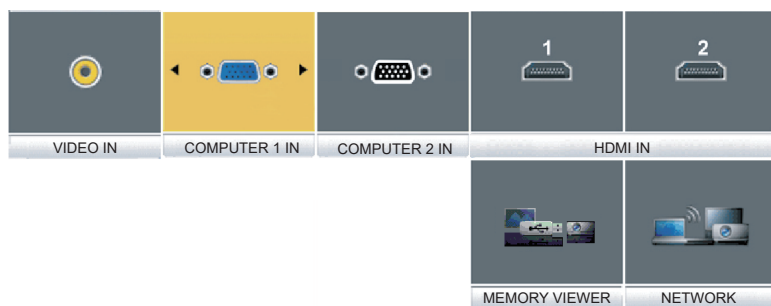 1 2
VIDEO IN COMPUTER 1 IN COMPUTER 2 IN HDMI IN
MEMORY VIEWER NETWORK